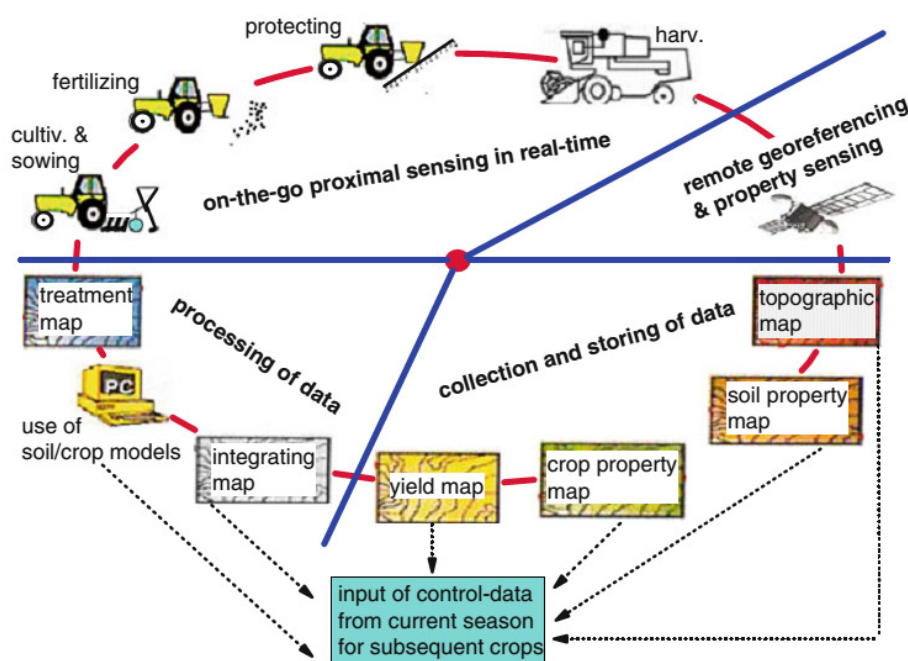 protecting
harv.
fertilizing
cultiv. &
sowing
on-the-go proximal sensing in real-time
remote georeferencing
& property sensing
treatment
map
processing of data
collection and storing of data
topographic
map
PC
use of
soil/crop models
integrating
map
yield map
crop property
map
soil property
map
input of control-data
from current season
for subsequent crops